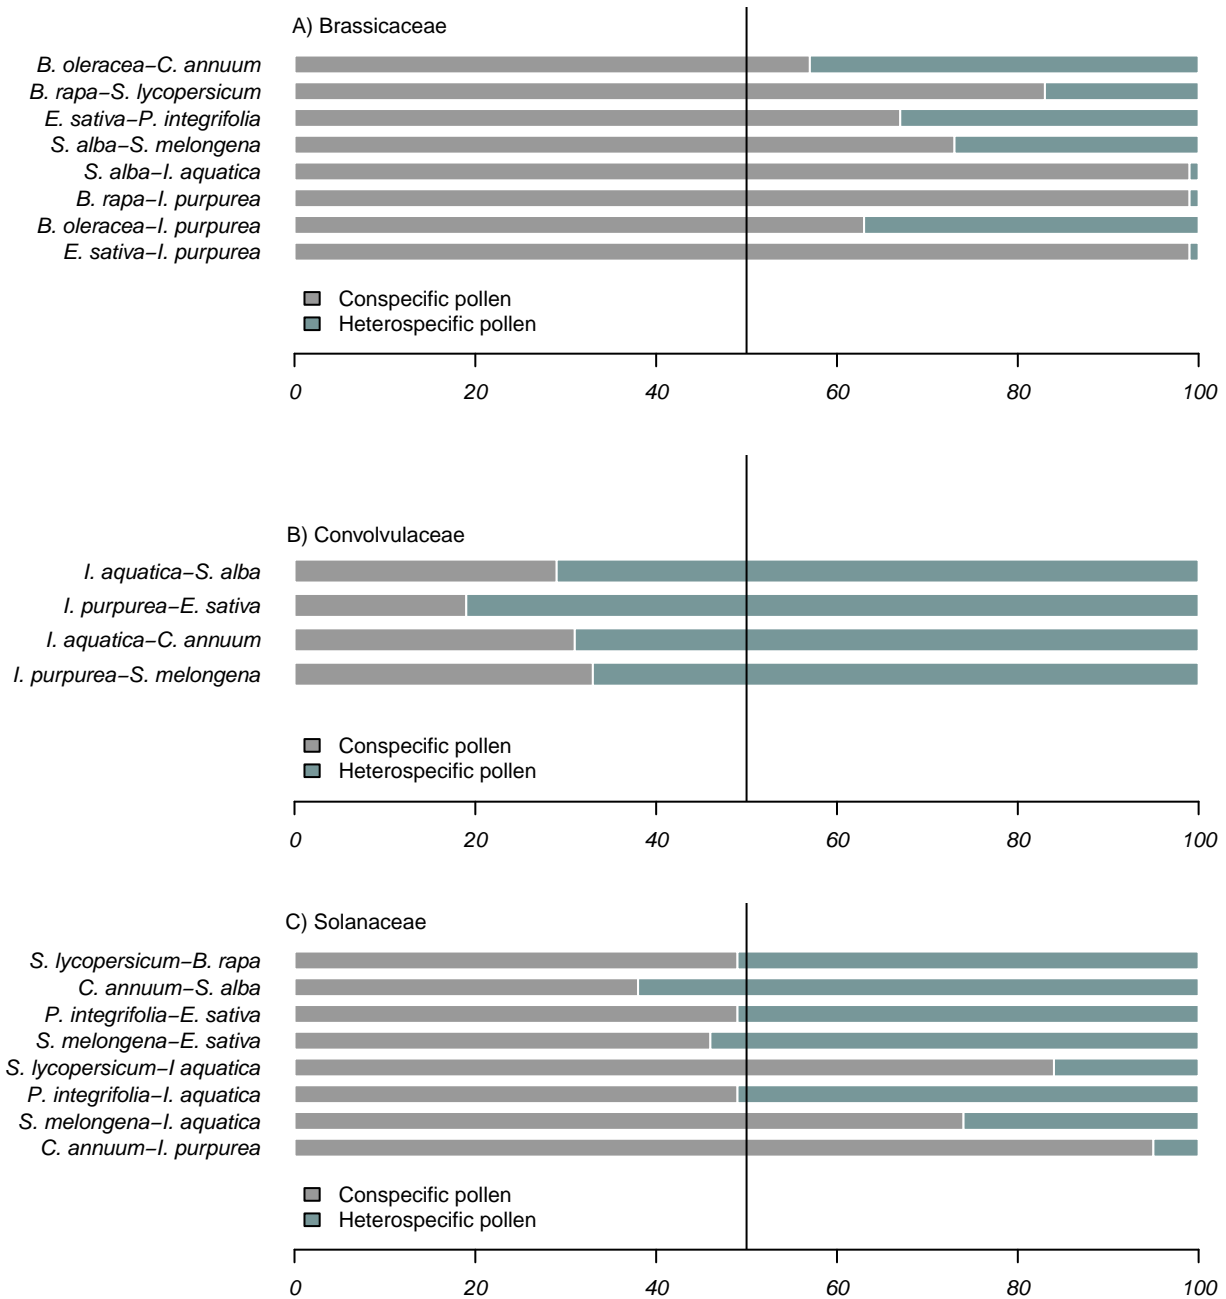 A) Brassicaceae
B. oleracea−C. annuum
B. rapa−S. lycopersicum
E. sativa−P. integrifolia
S. alba−S. melongena
S. alba−I. aquatica
B. rapa−I. purpurea
B. oleracea−I. purpurea
E. sativa−I. purpurea
Conspecific pollen
Heterospecific pollen
0 20 40 60 80 100
B) Convolvulaceae
I. aquatica−S. alba
I. purpurea−E. sativa
I. aquatica−C. annuum
I. purpurea−S. melongena
Conspecific pollen
Heterospecific pollen
0 20 40 60 80 100
C) Solanaceae
S. lycopersicum−B. rapa
C. annuum−S. alba
P. integrifolia−E. sativa
S. melongena−E. sativa
S. lycopersicum−I aquatica
P. integrifolia−I. aquatica
S. melongena−I. aquatica
C. annuum−I. purpurea
Conspecific pollen
Heterospecific pollen
0 20 40 60 80 100